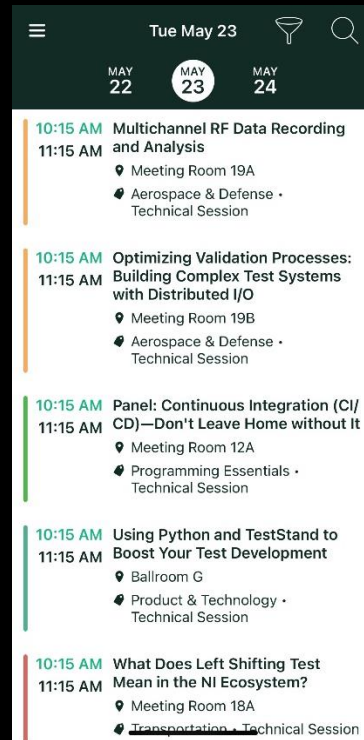 Tue May 23
MAY
22
MAY
23
MAY
24
10:15 AM Multichannel RF Data Recording
11:15 AM and Analysis
Meeting Room 19A
Aerospace & Defense •
Technical Session
10:15 AM Optimizing Validation Processes:
11:15 AM Building Complex Test Systems
with Distributed I/O
Meeting Room 19B
Aerospace & Defense •
Technical Session
10:15 AM Panel: Continuous Integration (CI/
11:15 AM CD)—Don't Leave Home without It
Meeting Room 12A
Programming Essentials •
Technical Session
10:15 AM Using Python and TestStand to
11:15 AM Boost Your Test Development
Ballroom G
Product & Technology •
Technical Session
10:15 AM What Does Left Shifting Test
11:15 AM Mean in the NI Ecosystem?
Meeting Room 18A
Transportation • Technical Session